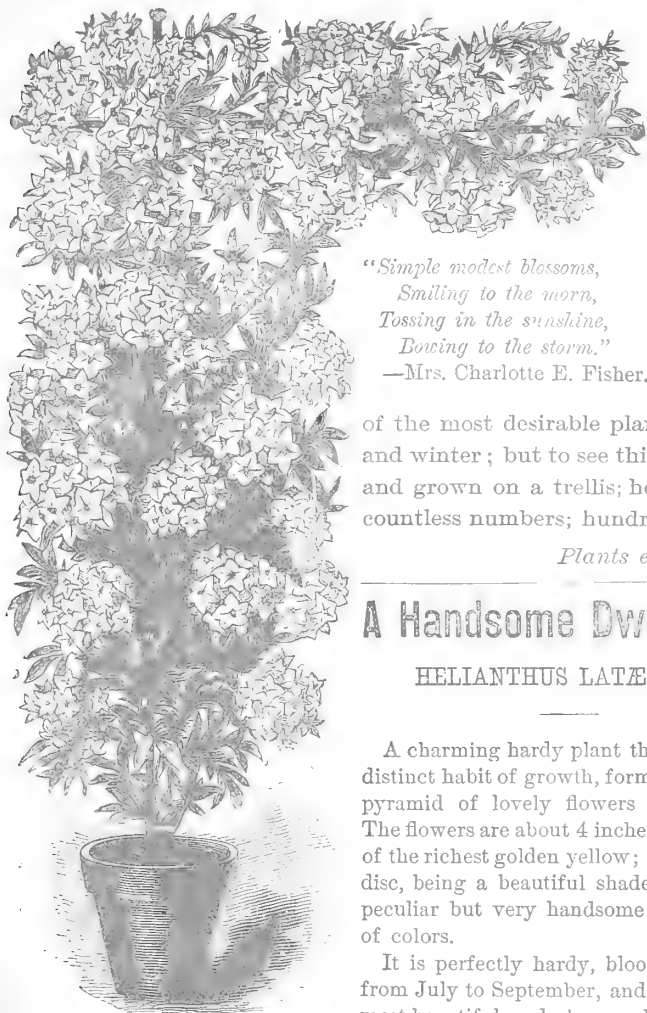 "Simple modest blossoms,
Smiling to the morn,
Tossing in the sunshine,
Bowing to the storm."
—Mrs. Charlotte E. Fisher.
of the most desirable plan
and winter; but to see thi
and grown on a trellis; he
countless numbers; hundr
Plants e
A Handsome Dw
HELIANTHUS LATÆ
A charming hardy plant th
distinct habit of growth, form
pyramid of lovely flowers
The flowers are about 4 inche
of the richest golden yellow;
disc, being a beautiful shade
peculiar but very handsome
of colors.
It is perfectly hardy, bloo
from July to September, and